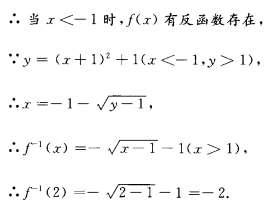 ∴ 当 x<-1 时, f(x) 有反函数存在,
∵ y=(x+1)²+1(x<-1,y>1),
∴ x=-1-√(y-1),
∴ f⁻¹(x)=-√(x-1)-1(x>1),
∴ f⁻¹(2)=-√(2-1)-1=-2.